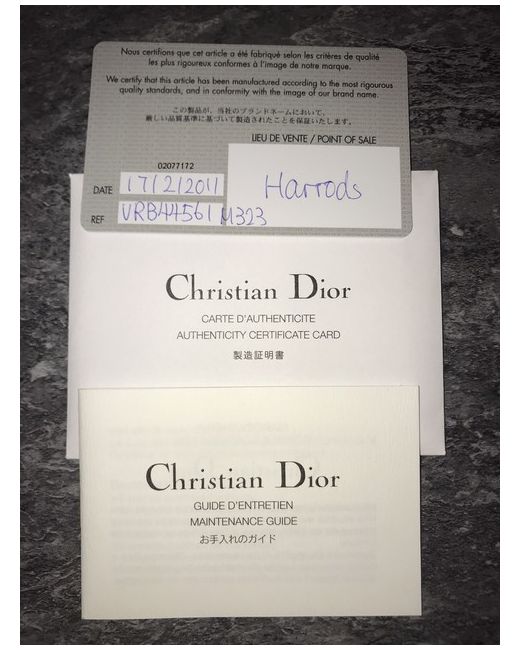 Nous certifions que cet article a été fabriqué selon les critères de qualité
les plus rigoureux conformes à l'image de notre marque.
We certify that this article has been manufactured according to the most rigourous
quality standards, and in conformity with the image of our brand name.
この製品が、当社のブランドネームにおいて、
厳しい品質基準に基づいて製造されたことを保証いたします。
LIEU DE VENTE / POINT OF SALE
02077172
DATE 17/2/2011
Harrods
REF VRB44561 M323
Christian Dior
CARTE D'AUTHENTICITE
AUTHENTICITY CERTIFICATE CARD
製造証明書
Christian Dior
GUIDE D'ENTRETIEN
MAINTENANCE GUIDE
お手入れのガイド